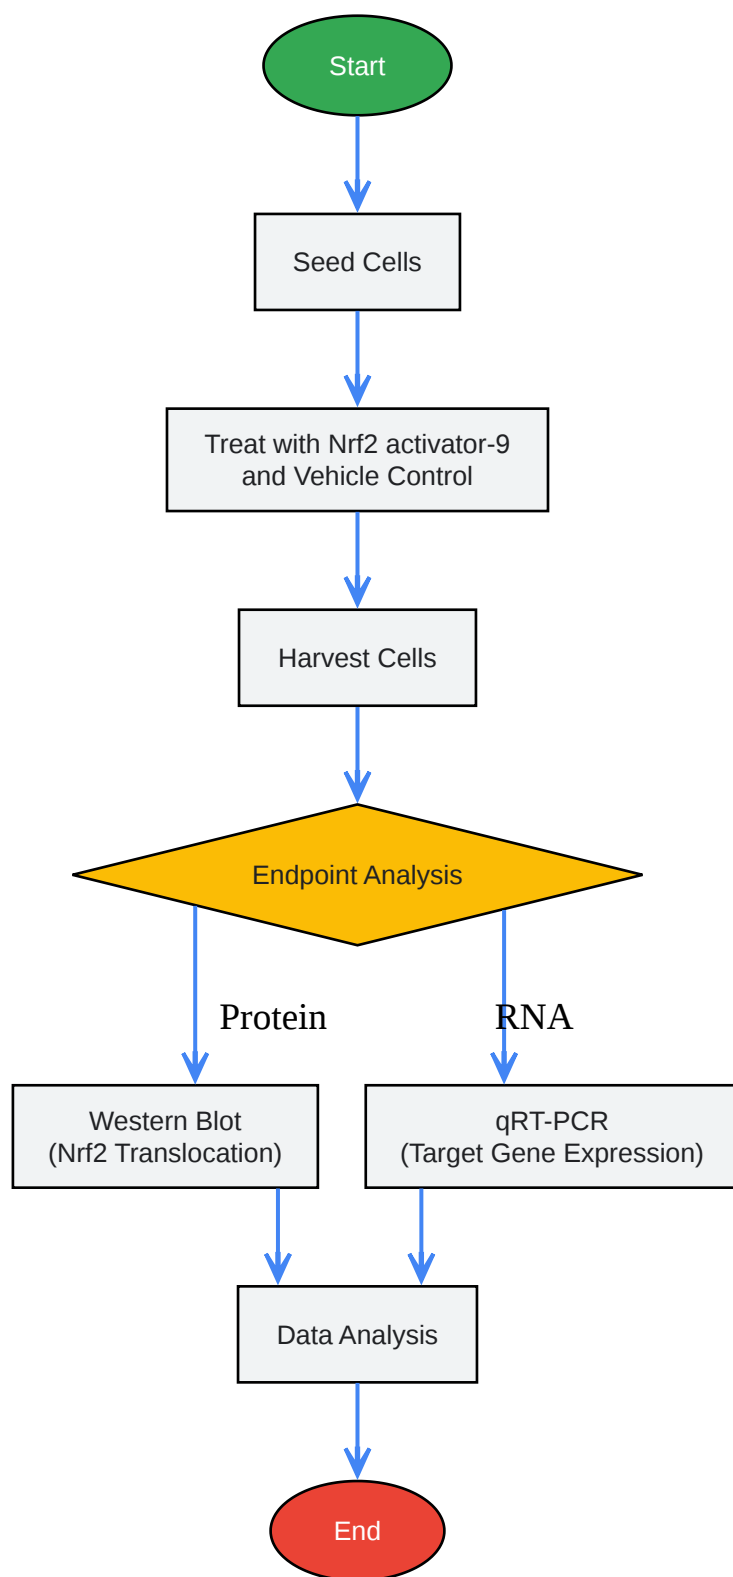 Start
Seed Cells
Treat with Nrf2 activator-9
and Vehicle Control
Harvest Cells
Endpoint Analysis
Protein
RNA
Western Blot
(Nrf2 Translocation)
qRT-PCR
(Target Gene Expression)
Data Analysis
End